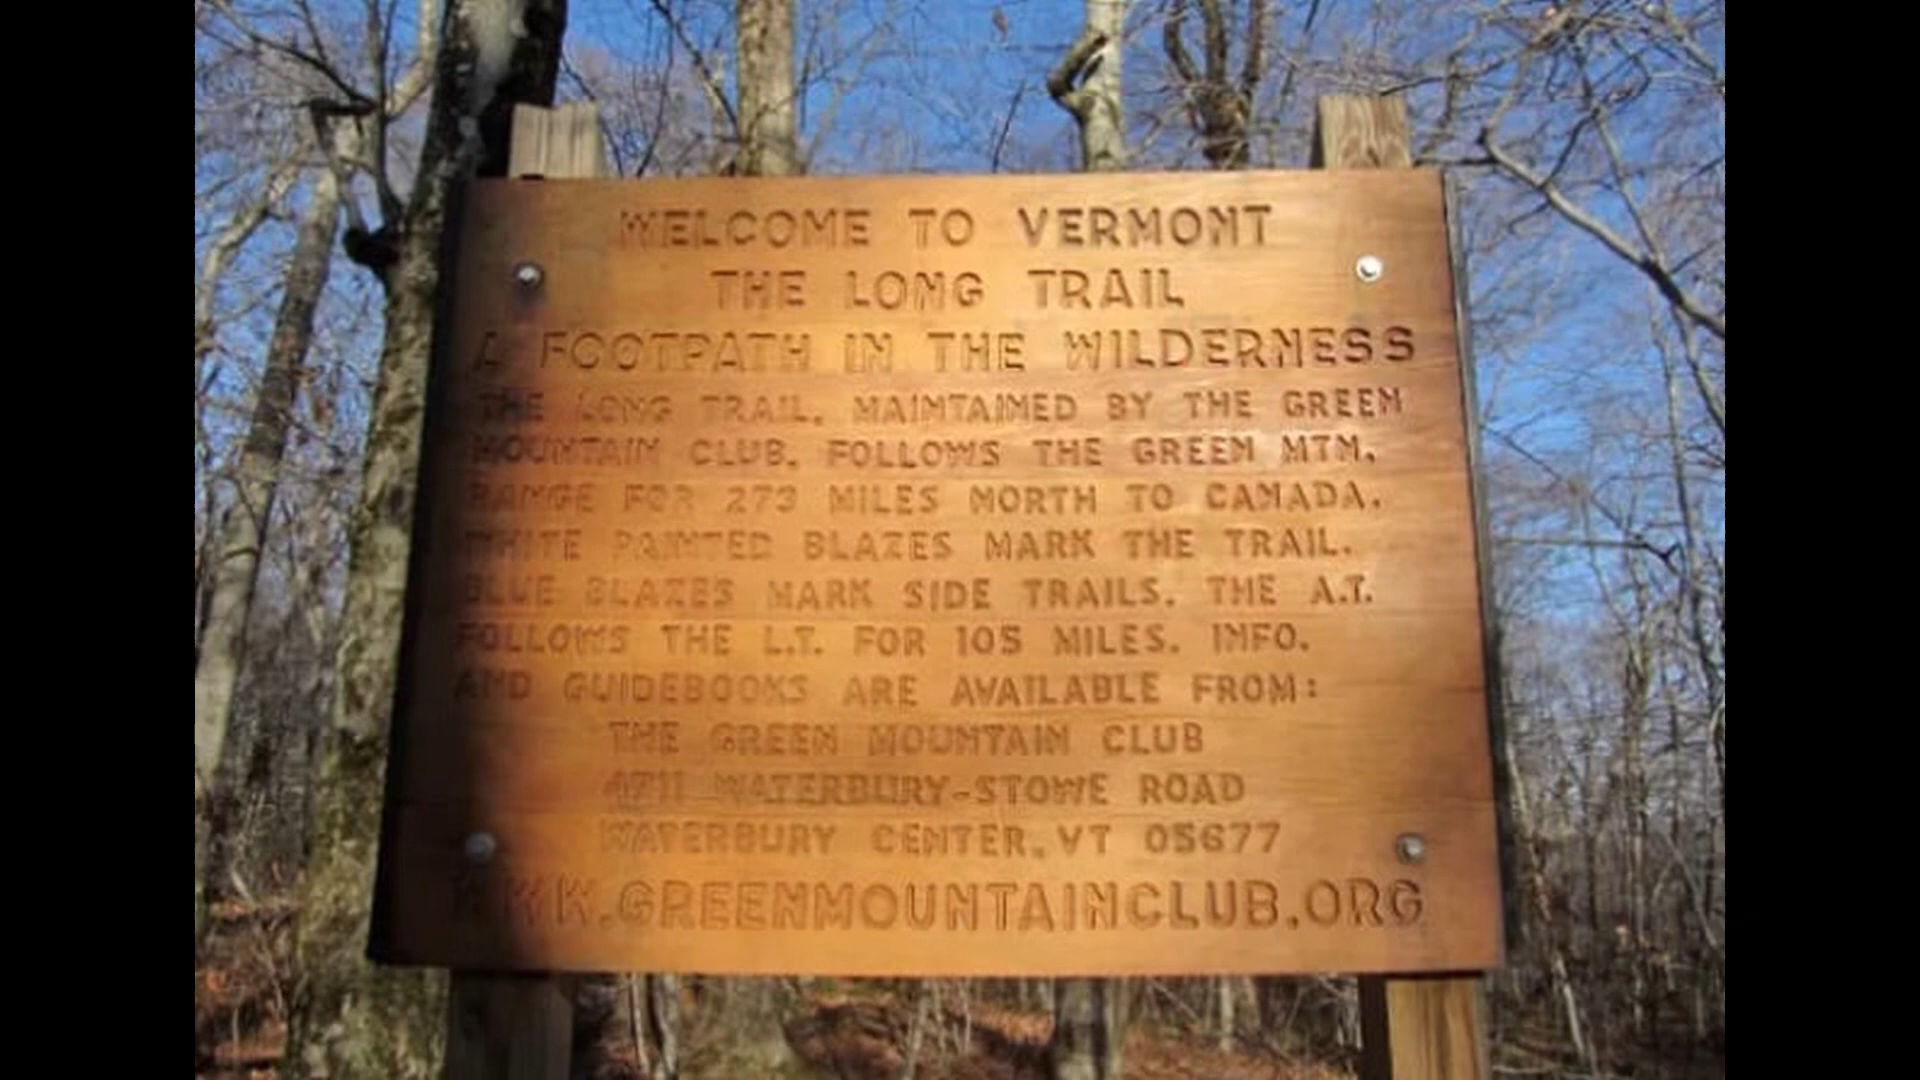 WELCOME TO VERMONT
THE LONG TRAIL
A FOOTPATH IN THE WILDERNESS
THE LONG TRAIL, MAINTAINED BY THE GREEN
MOUNTAIN CLUB, FOLLOWS THE GREEN MTN.
RANGE FOR 273 MILES NORTH TO CANADA.
WHITE PAINTED BLAZES MARK THE TRAIL.
BLUE BLAZES MARK SIDE TRAILS. THE A.T.
FOLLOWS THE L.T. FOR 105 MILES. INFO.
AND GUIDEBOOKS ARE AVAILABLE FROM:
THE GREEN MOUNTAIN CLUB
4711 WATERBURY-STOWE ROAD
WATERBURY CENTER, VT 05677
WWW.GREENMOUNTAINCLUB.ORG